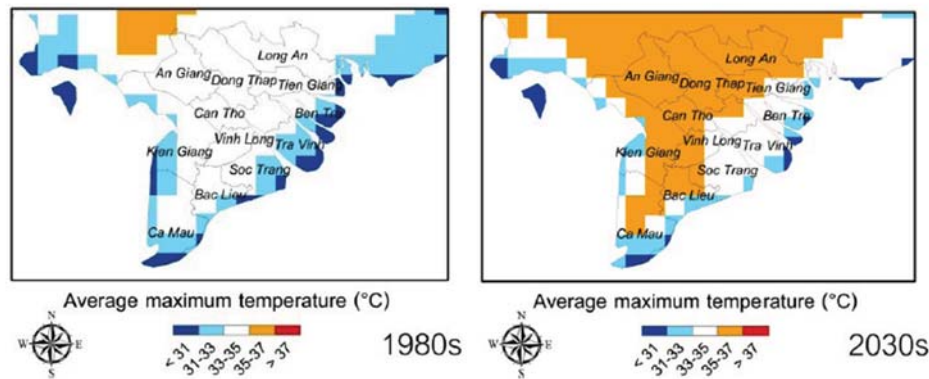 Long An
An Giang
Dong Thap
Tien Giang
Can Tho
Ben Tre
Vinh Long
Tra Vinh
Kien Giang
Soc Trang
Bac Lieu
Ca Mau
Average maximum temperature (°C)
N
W
E
S
< 31
31-33
33-35
35-37
> 37
1980s
Long An
An Giang
Dong Thap
Tien Giang
Can Tho
Ben Tre
Vinh Long
Tra Vinh
Kien Giang
Soc Trang
Bac Lieu
Ca Mau
Average maximum temperature (°C)
N
W
E
S
< 31
31-33
33-35
35-37
> 37
2030s